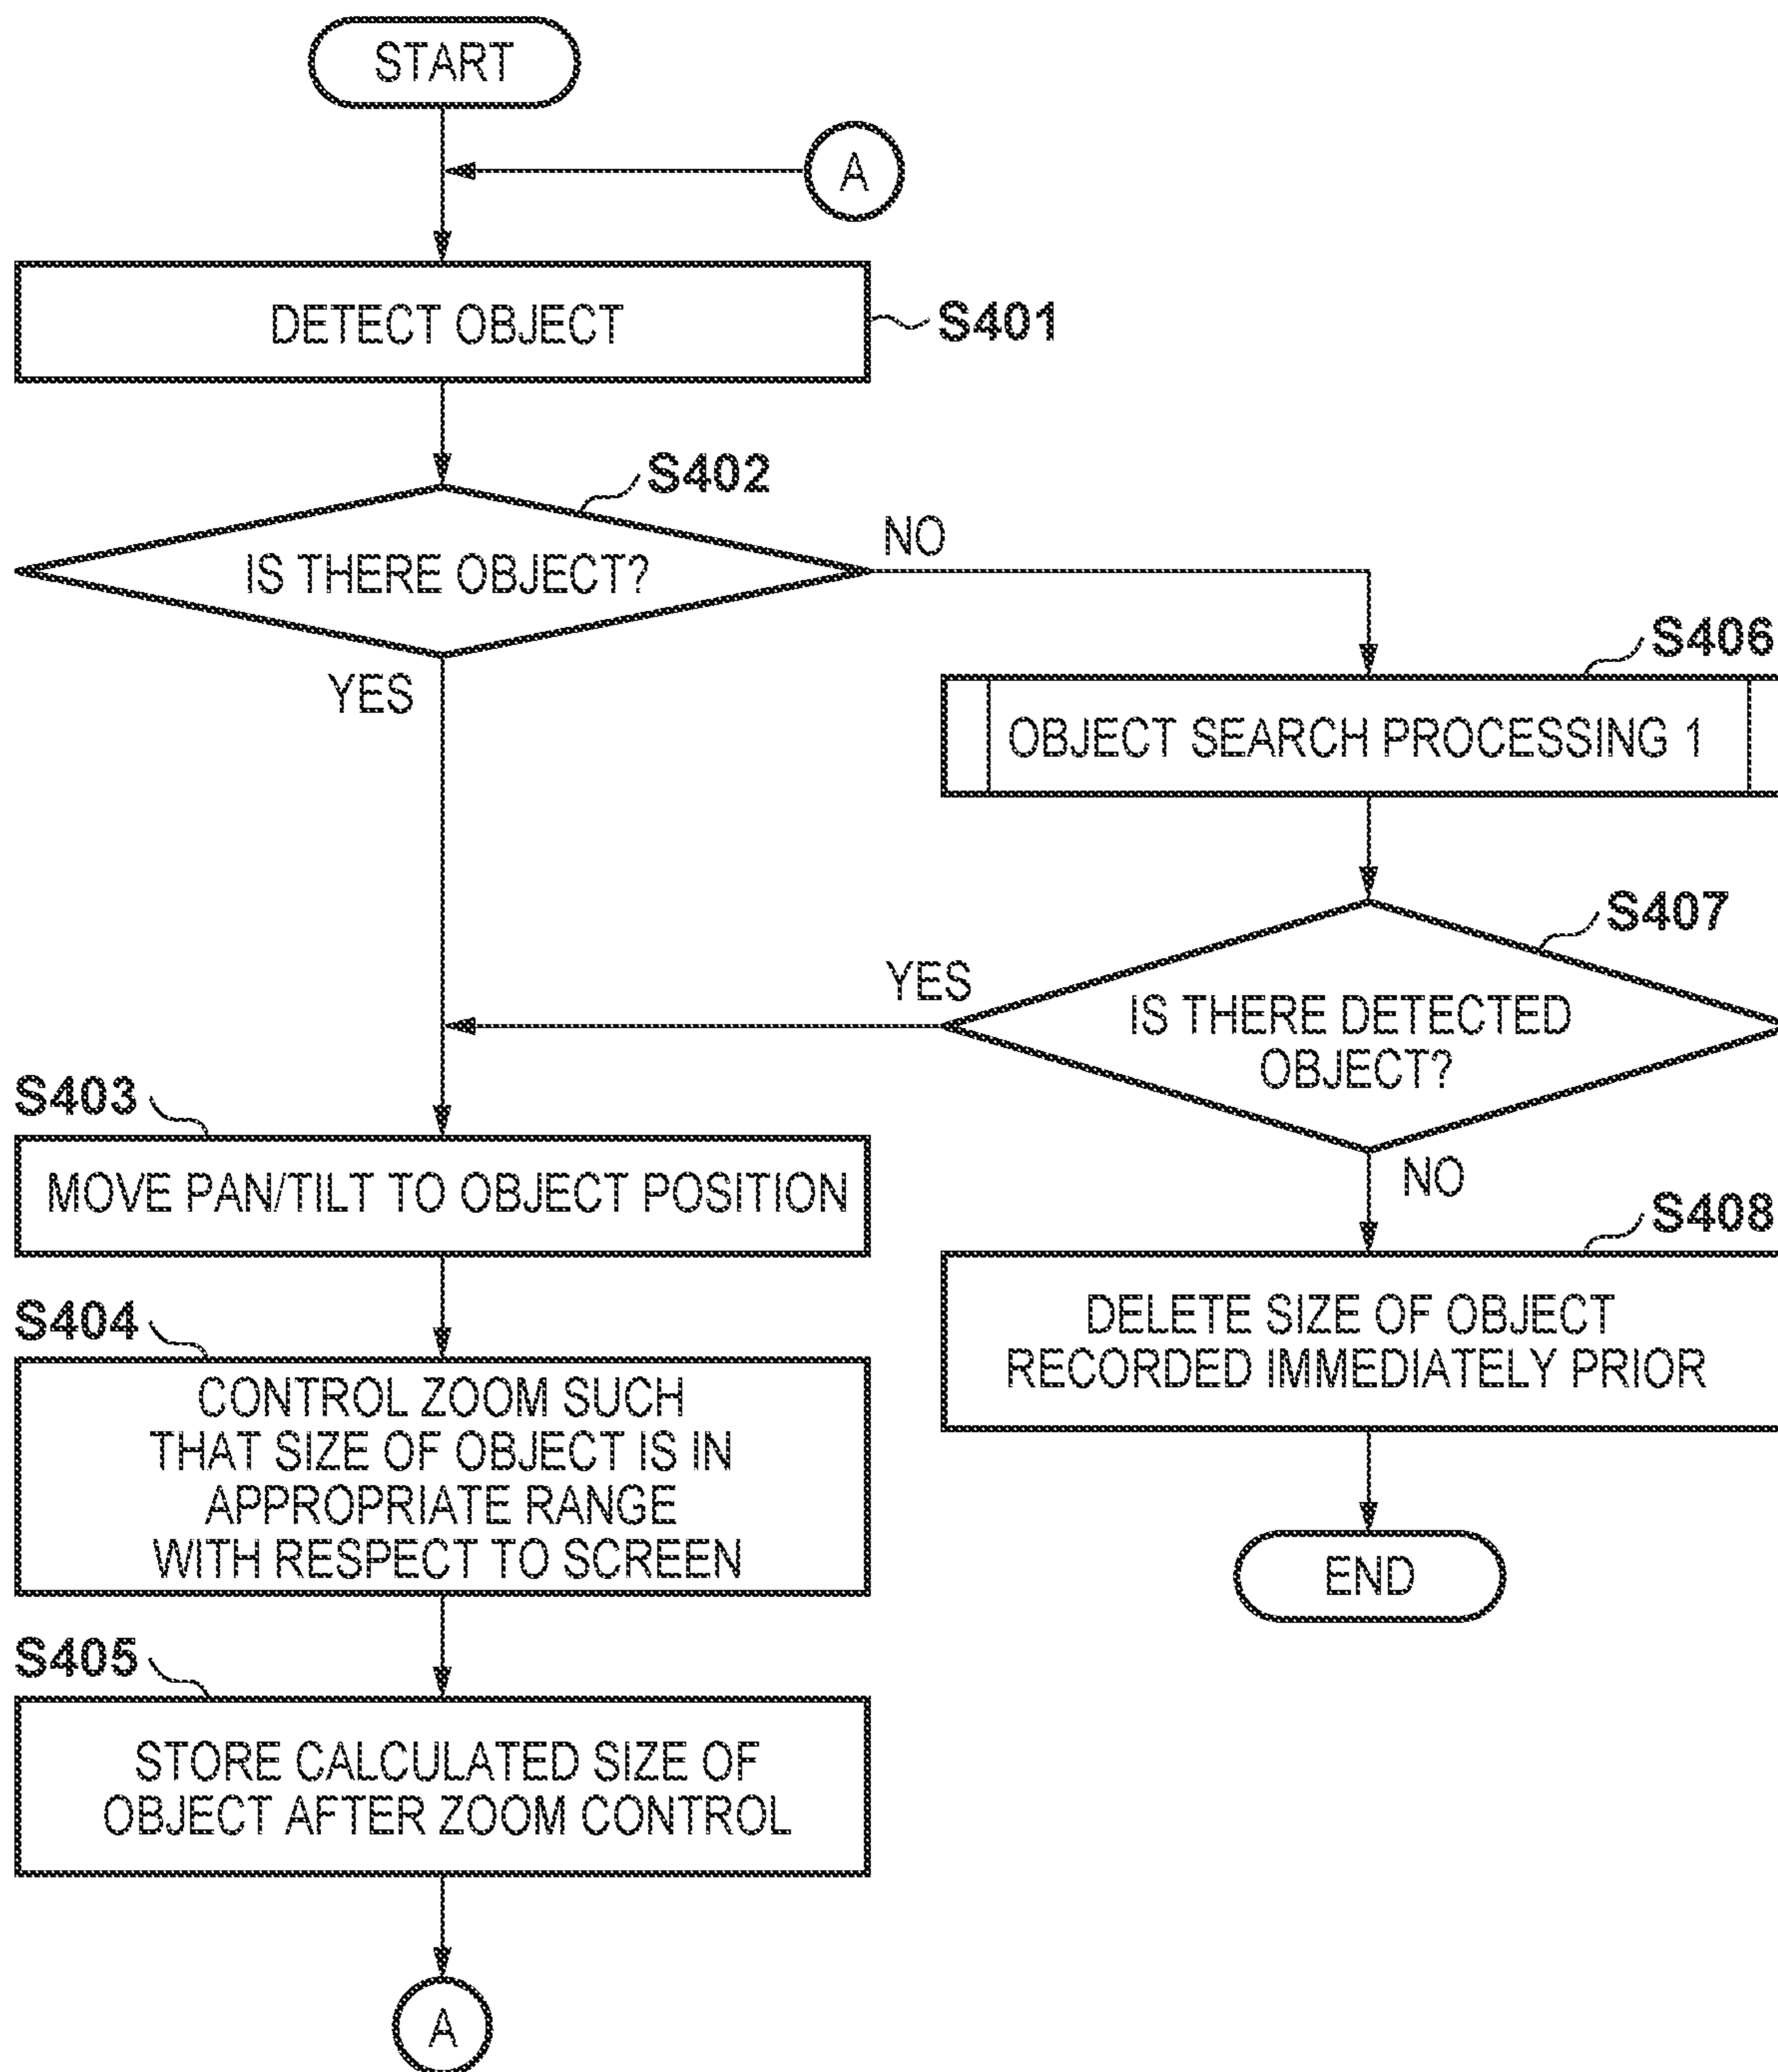 START
A
DETECT OBJECT
S401
S402
IS THERE OBJECT?
NO
YES
S406
OBJECT SEARCH PROCESSING 1
S407
YES
IS THERE DETECTED
OBJECT?
NO
S403
MOVE PAN/TILT TO OBJECT POSITION
S408
DELETE SIZE OF OBJECT
RECORDED IMMEDIATELY PRIOR
END
S404
CONTROL ZOOM SUCH
THAT SIZE OF OBJECT IS IN
APPROPRIATE RANGE
WITH RESPECT TO SCREEN
S405
STORE CALCULATED SIZE OF
OBJECT AFTER ZOOM CONTROL
A